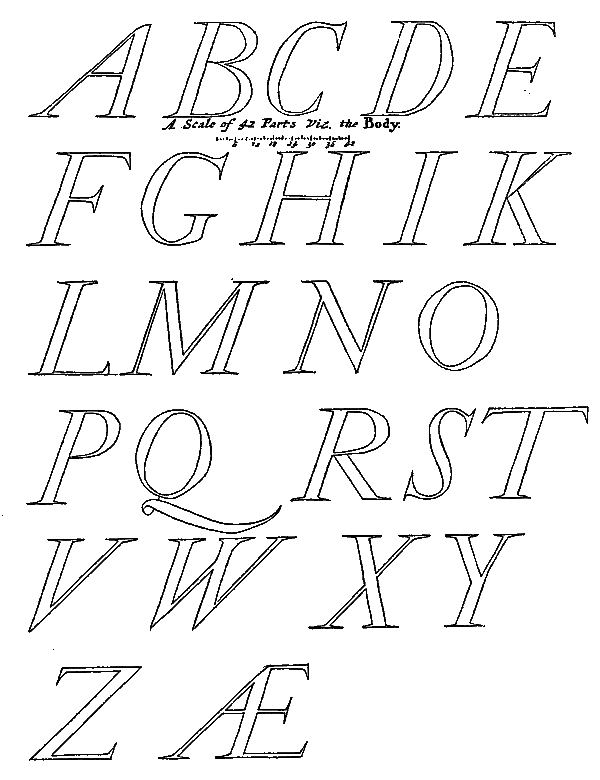 A B C D E
A Scale of 42 Parts Viz. the Body.
6 12 18 24 30 36 42
F G H I K
L M N O
P Q R S T
V W X Y
Z Æ